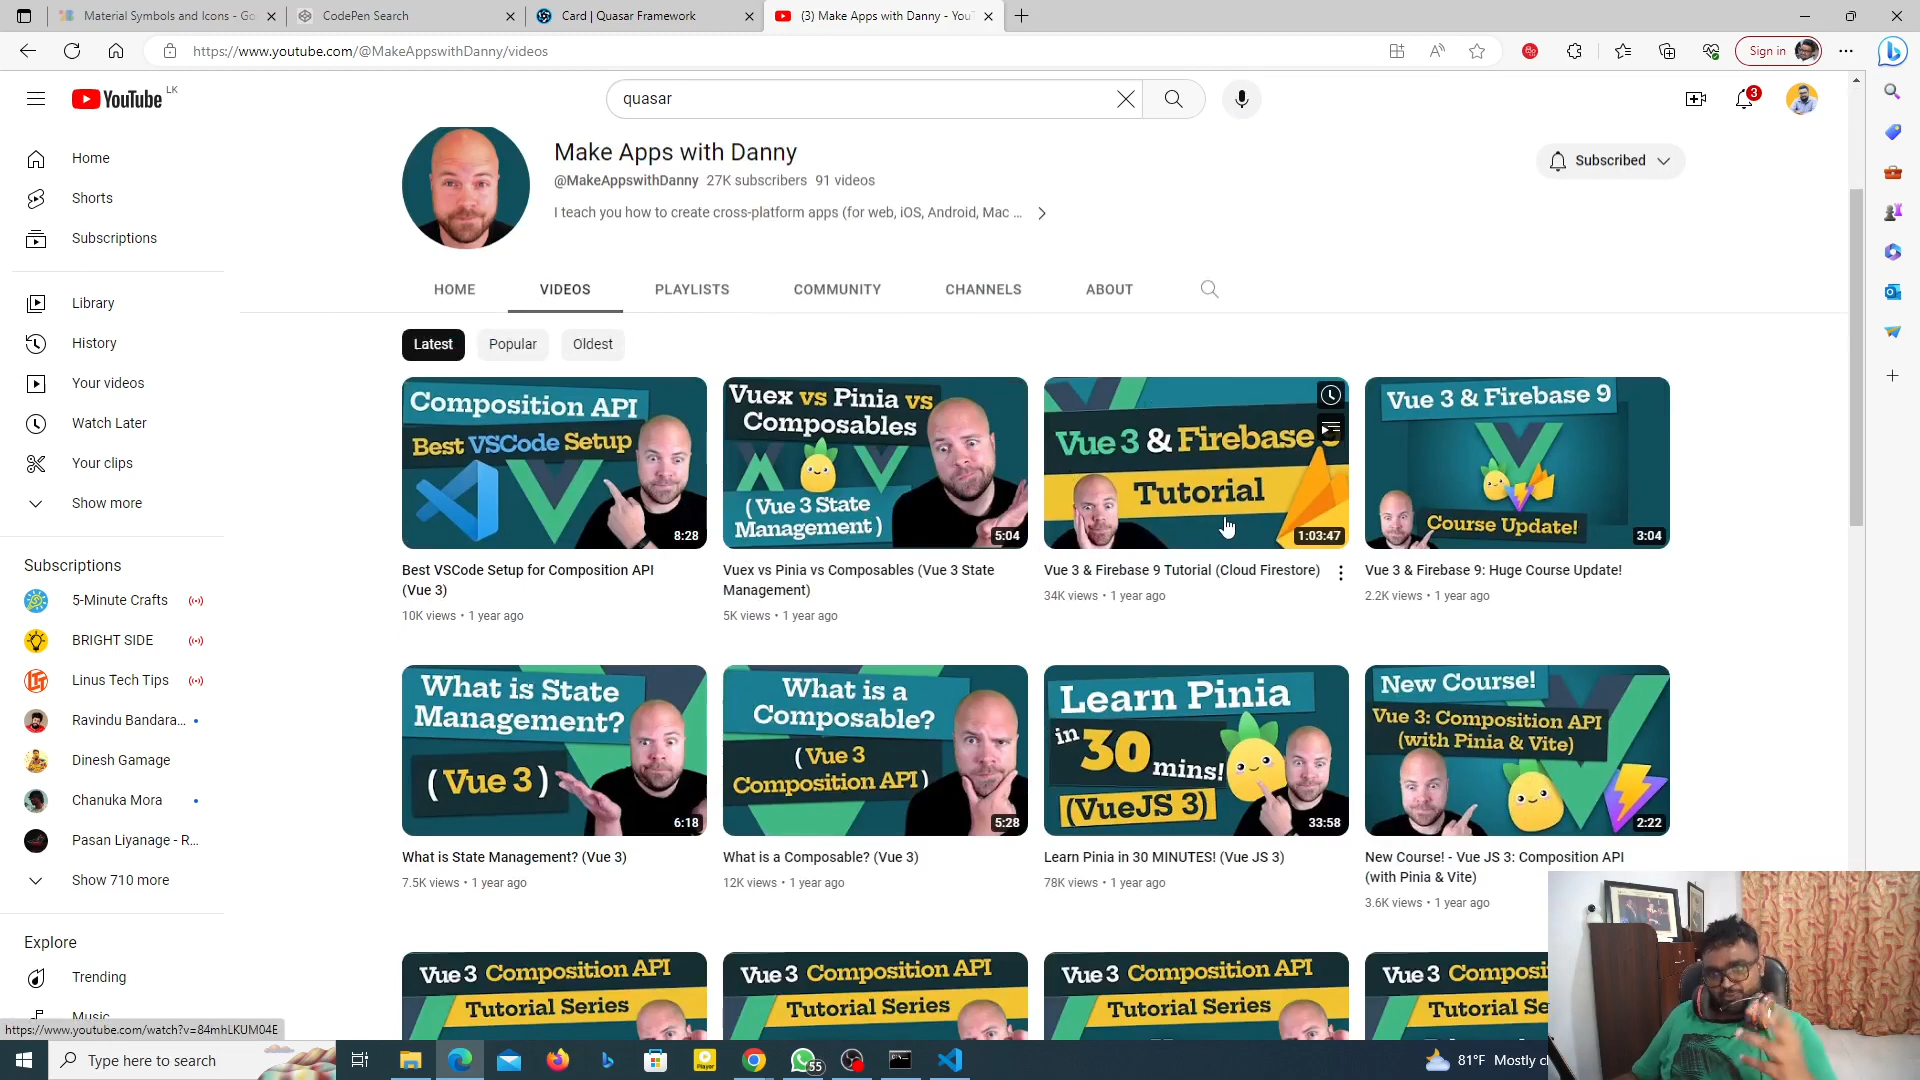 Material Symbols and Icons - Go
CodePen Search
Card | Quasar Framework
(3) Make Apps with Danny - YouT
https://www.youtube.com/@MakeAppswithDanny/videos
Sign in
YouTube LK
quasar
3
Home
Shorts
Subscriptions
Library
History
Your videos
Watch Later
Your clips
Show more
Subscriptions
5-Minute Crafts
BRIGHT SIDE
Linus Tech Tips
Ravindu Bandara...
Dinesh Gamage
Chanuka Mora
Pasan Liyanage - R...
Show 710 more
Explore
Trending
Music
https://www.youtube.com/watch?v=84mhLKUM04E
Make Apps with Danny
@MakeAppswithDanny 27K subscribers 91 videos
I teach you how to create cross-platform apps (for web, iOS, Android, Mac ...
Subscribed
HOME VIDEOS PLAYLISTS COMMUNITY CHANNELS ABOUT
Latest Popular Oldest
Composition API
Best VSCode Setup
8:28
Best VSCode Setup for Composition API
(Vue 3)
10K views • 1 year ago
Vuex vs Pinia vs
Composables
(Vue 3 State
Management)
5:04
Vuex vs Pinia vs Composables (Vue 3 State
Management)
5K views • 1 year ago
Vue 3 & Firebase
Tutorial
1:03:47
Vue 3 & Firebase 9 Tutorial (Cloud Firestore)
34K views • 1 year ago
Vue 3 & Firebase 9
Course Update!
3:04
Vue 3 & Firebase 9: Huge Course Update!
2.2K views • 1 year ago
What is State
Management?
(Vue 3)
6:18
What is State Management? (Vue 3)
7.5K views • 1 year ago
What is a
Composable?
(Vue 3
Composition API)
5:28
What is a Composable? (Vue 3)
12K views • 1 year ago
Learn Pinia
in 30 mins!
(VueJS 3)
33:58
Learn Pinia in 30 MINUTES! (Vue JS 3)
78K views • 1 year ago
New Course!
Vue 3: Composition API
(with Pinia & Vite)
2:22
New Course! - Vue JS 3: Composition API
(with Pinia & Vite)
3.6K views • 1 year ago
Vue 3 Composition API
Tutorial Series
Vue 3 Composition API
Tutorial Series
Vue 3 Composition API
Tutorial Series
Vue 3 Composi
Tutorial Se
Type here to search
Player
55
81°F Mostly cl